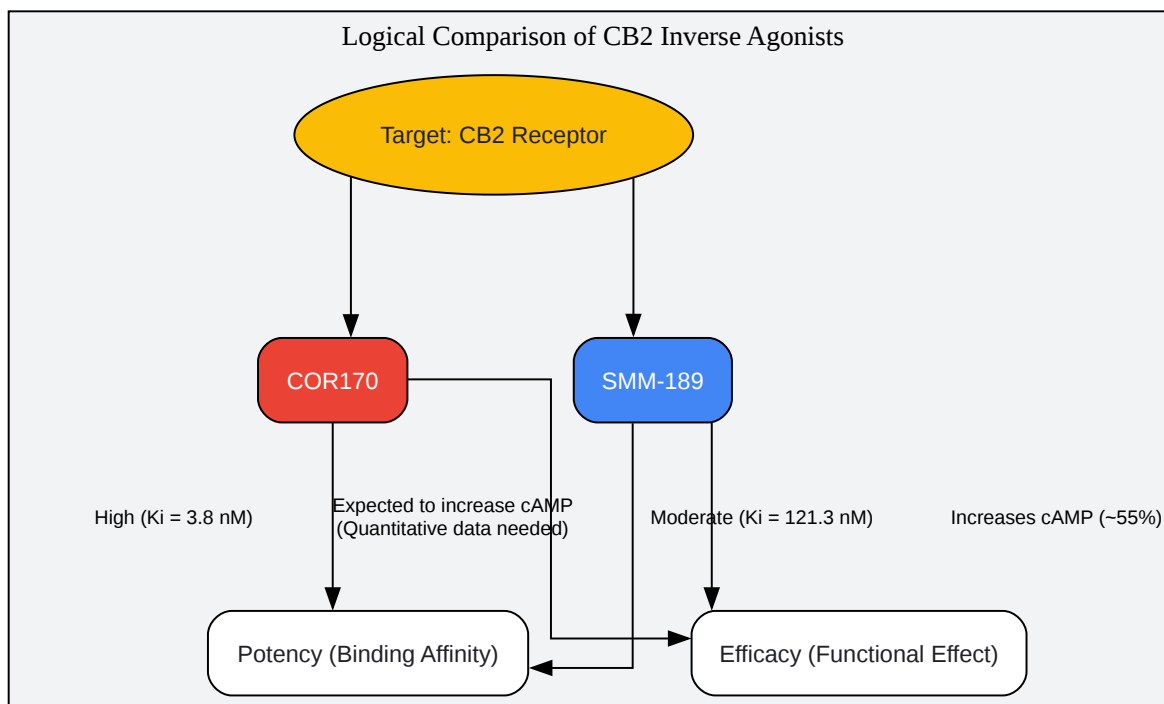 Logical Comparison of CB2 Inverse Agonists
Target: CB2 Receptor
COR170
SMM-189
High (Ki = 3.8 nM)
Expected to increase cAMP
(Quantitative data needed)
Moderate (Ki = 121.3 nM)
Increases cAMP (~55%)
Potency (Binding Affinity)
Efficacy (Functional Effect)